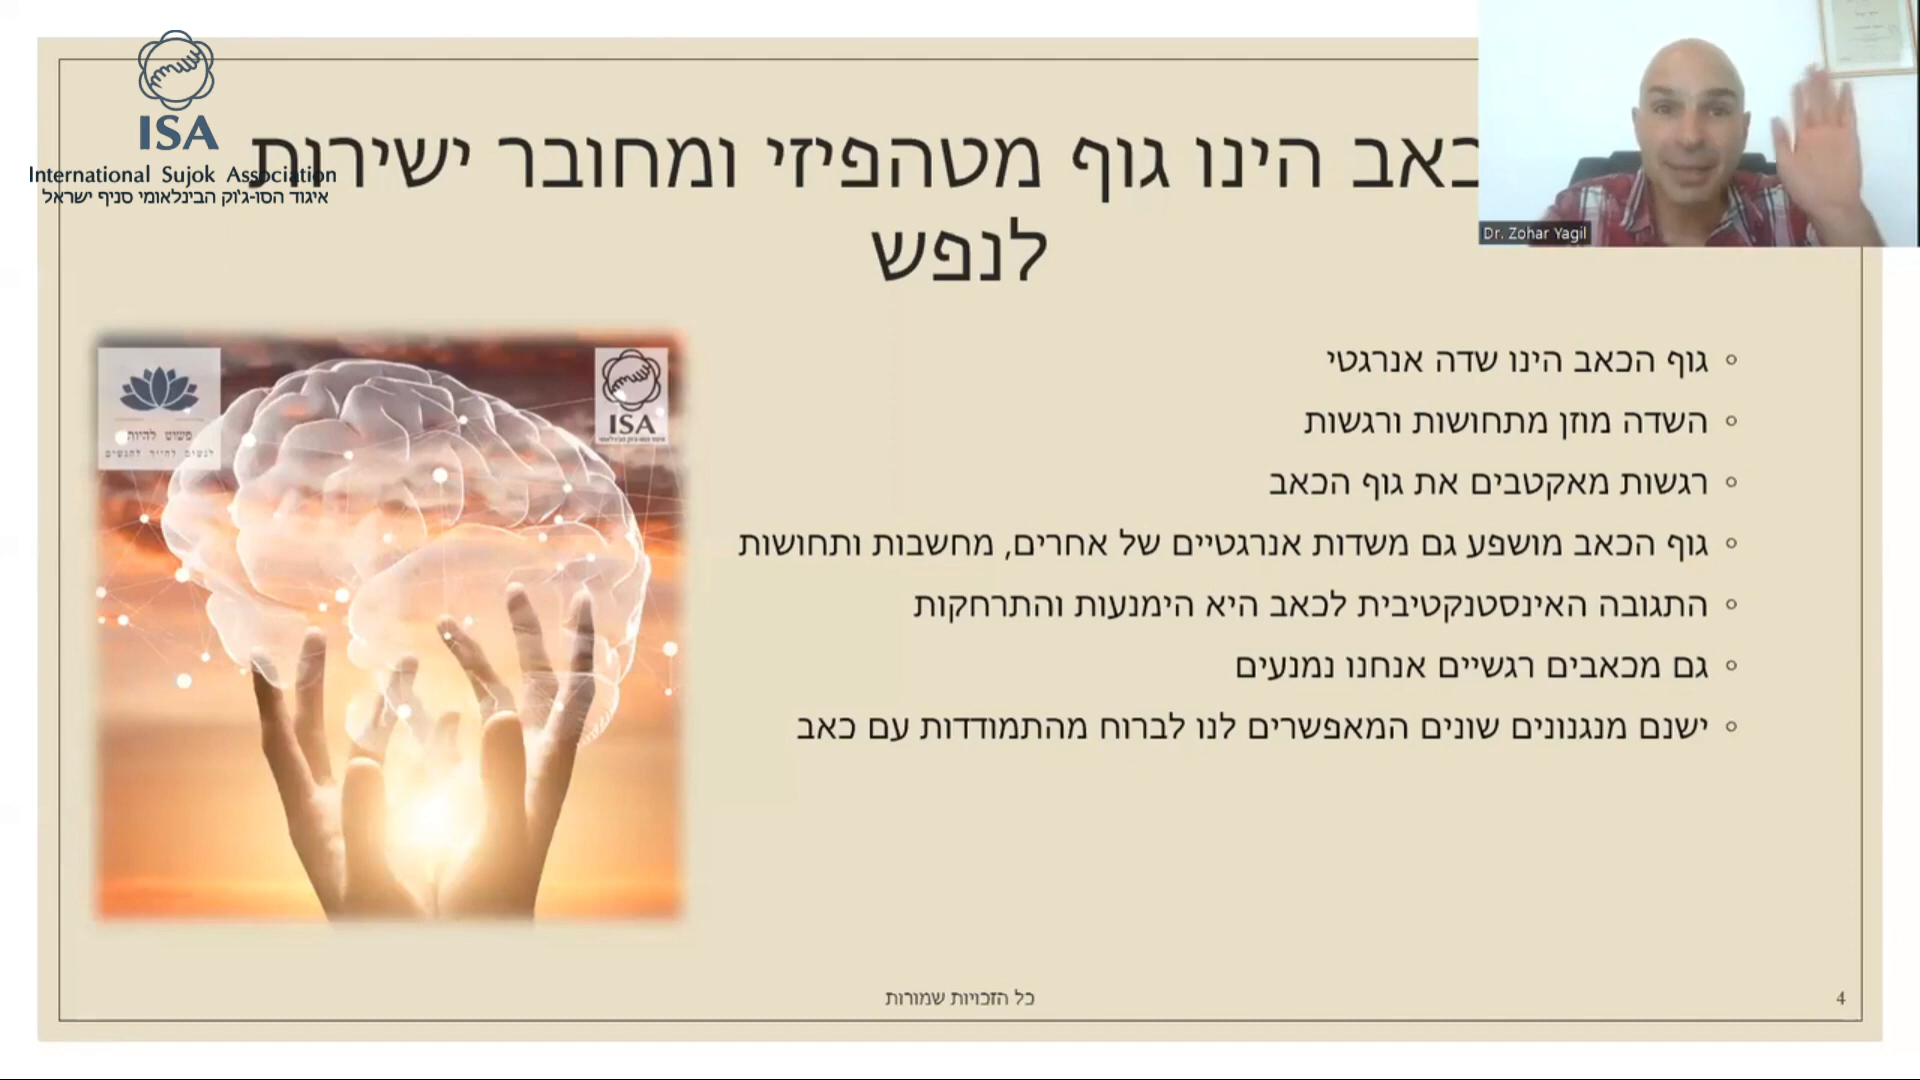 ISA
International Sujok Association
איגוד הסו-ג'וק הבינלאומי סניף ישראל
כאב הינו גוף מטהפיזי ומחובר ישירות
לנפש
Dr. Zohar Yagil
גוף הכאב הינו שדה אנרגטי
השדה מוזן מתחושות ורגשות
רגשות מאקטבים את גוף הכאב
גוף הכאב מושפע גם משדות אנרגטיים של אחרים, מחשבות ותחושות
התגובה האינסטנקטיבית לכאב היא הימנעות והתרחקות
גם מכאבים רגשיים אנחנו נמנעים
ישנם מנגנונים שונים המאפשרים לנו לברוח מהתמודדות עם כאב
פשוט להיות
לנשום לחייך להגשים
ISA
כל הזכויות שמורות
4